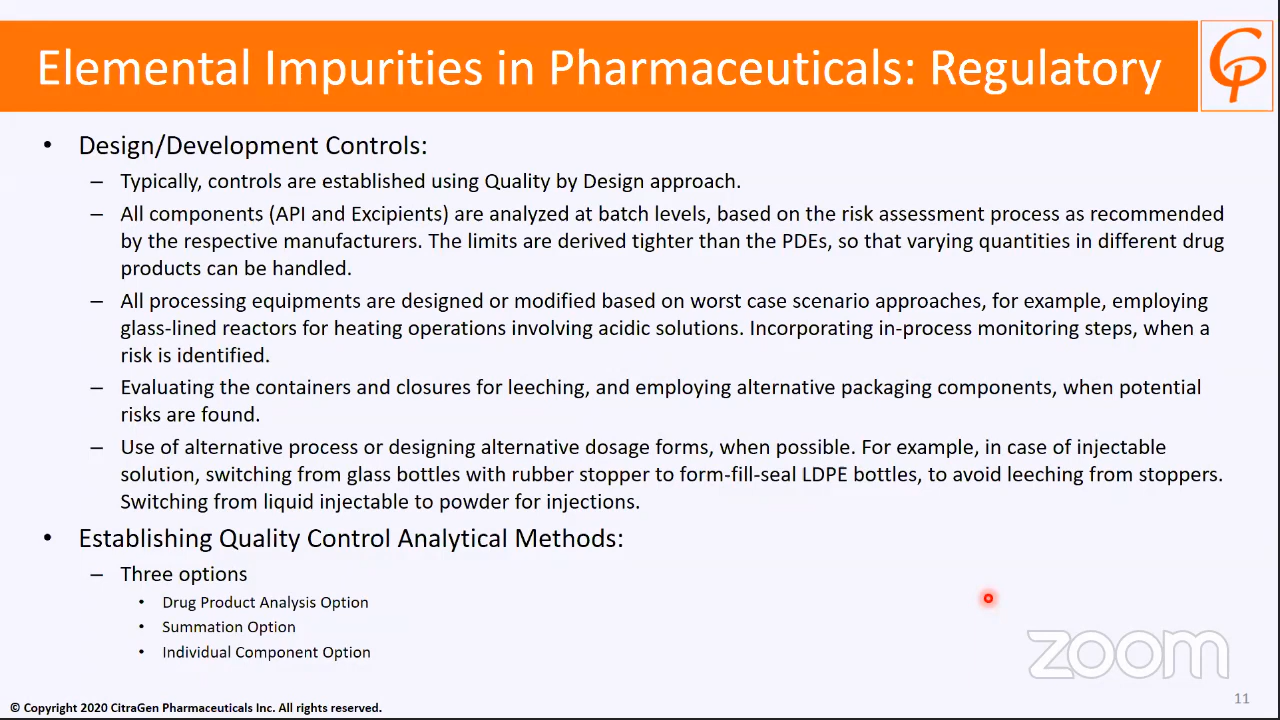 Elemental Impurities in Pharmaceuticals: Regulatory
• Design/Development Controls:
– Typically, controls are established using Quality by Design approach.
– All components (API and Excipients) are analyzed at batch levels, based on the risk assessment process as recommended
by the respective manufacturers. The limits are derived tighter than the PDEs, so that varying quantities in different drug
products can be handled.
– All processing equipments are designed or modified based on worst case scenario approaches, for example, employing
glass-lined reactors for heating operations involving acidic solutions. Incorporating in-process monitoring steps, when a
risk is identified.
– Evaluating the containers and closures for leeching, and employing alternative packaging components, when potential
risks are found.
– Use of alternative process or designing alternative dosage forms, when possible. For example, in case of injectable
solution, switching from glass bottles with rubber stopper to form-fill-seal LDPE bottles, to avoid leeching from stoppers.
Switching from liquid injectable to powder for injections.
• Establishing Quality Control Analytical Methods:
– Three options
• Drug Product Analysis Option
• Summation Option
• Individual Component Option
zoom
11
© Copyright 2020 CitraGen Pharmaceuticals Inc. All rights reserved.